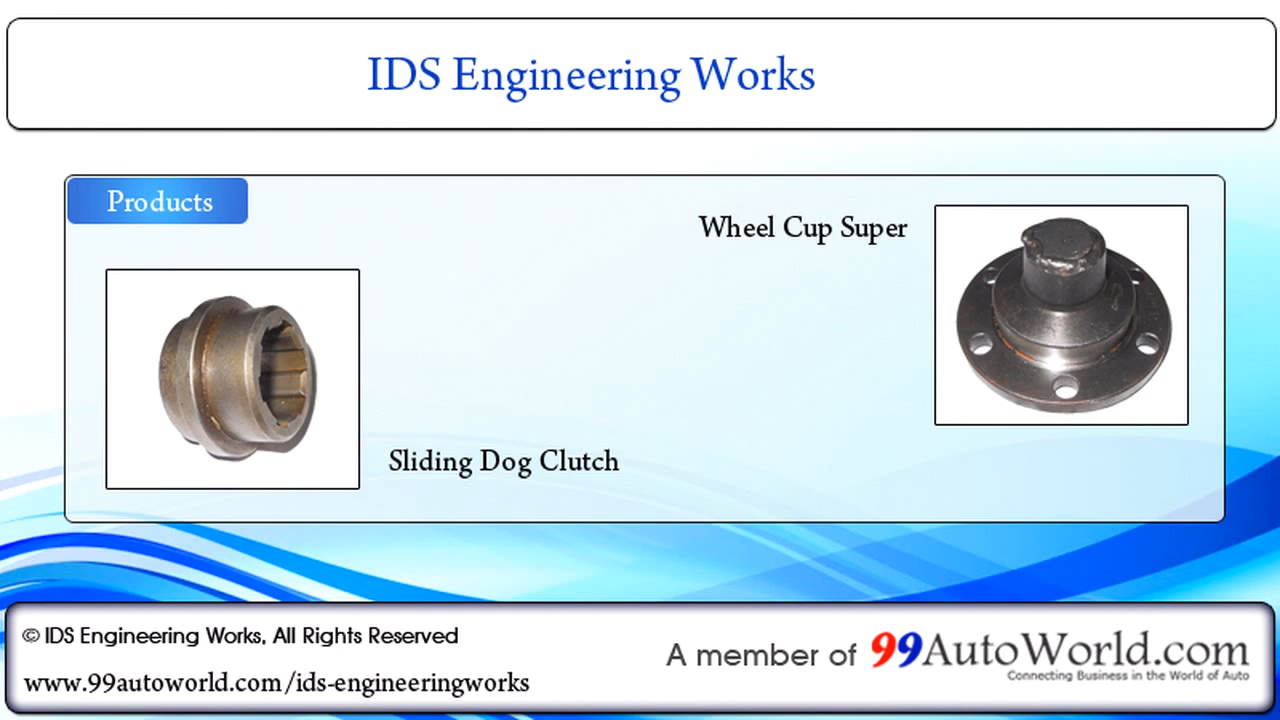 IDS Engineering Works
Products
Wheel Cup Super
Sliding Dog Clutch
© IDS Engineering Works, All Rights Reserved
www.99autoworld.com/ids-engineeringworks
A member of 99AutoWorld.com
Connecting Business in the World of Auto